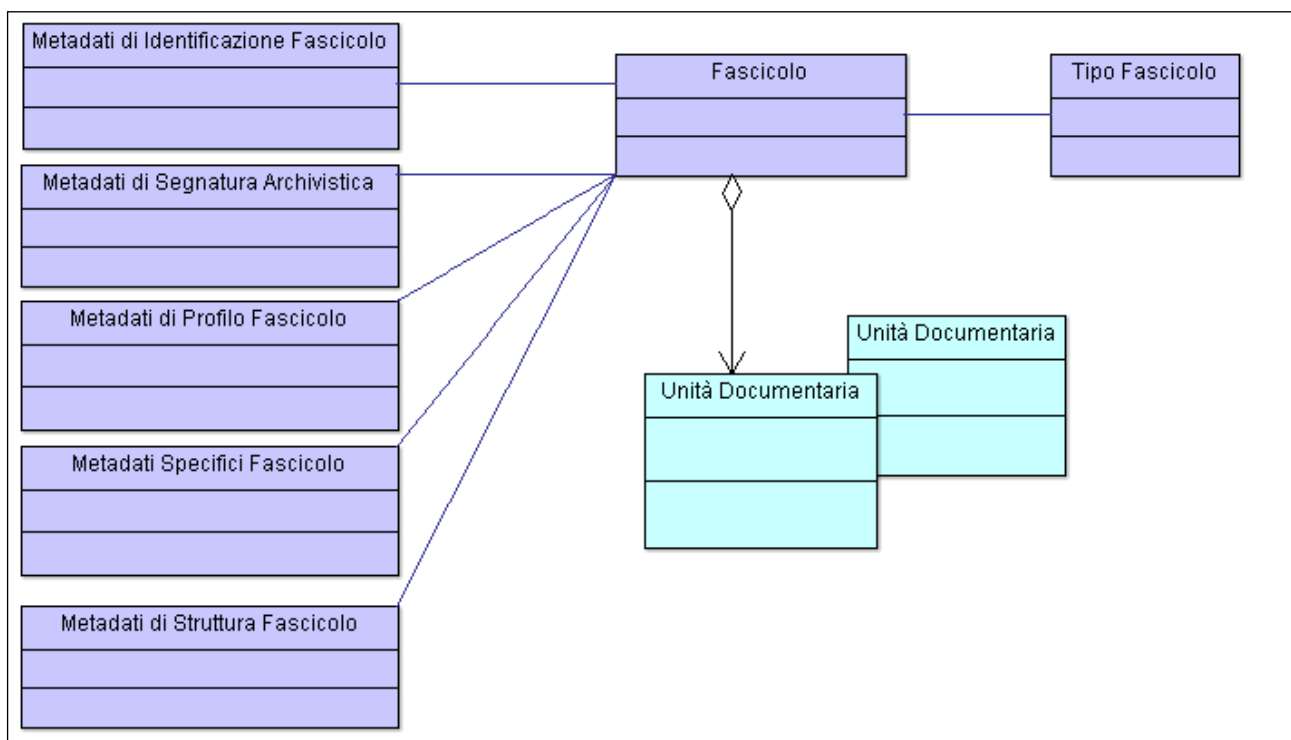 Metadati di Identificazione Fascicolo
Fascicolo
Tipo Fascicolo
Metadati di Segnatura Archivistica
Metadati di Profilo Fascicolo
Unità Documentaria
Unità Documentaria
Metadati Specifici Fascicolo
Metadati di Struttura Fascicolo